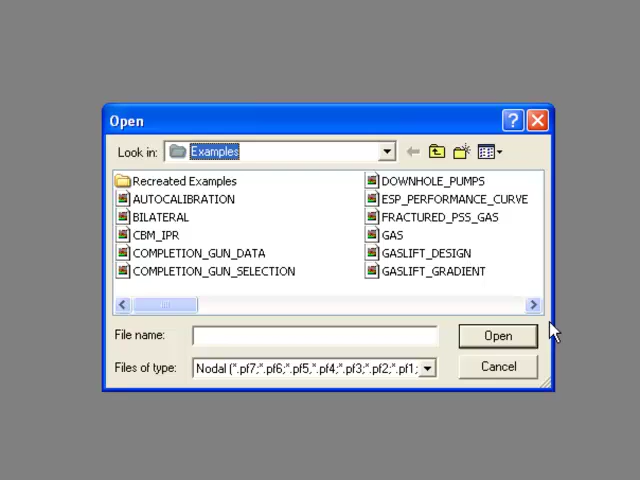 Open
Look in: Examples
Recreated Examples
AUTOCALIBRATION
BILATERAL
CBM_IPR
COMPLETION_GUN_DATA
COMPLETION_GUN_SELECTION
DOWNHOLE_PUMPS
ESP_PERFORMANCE_CURVE
FRACTURED_PSS_GAS
GAS
GASLIFT_DESIGN
GASLIFT_GRADIENT
File name: Open
Files of type: Nodal (*.pf7;*.pf6;*.pf5,*.pf4;*.pf3;*.pf2;*.pf1; Cancel